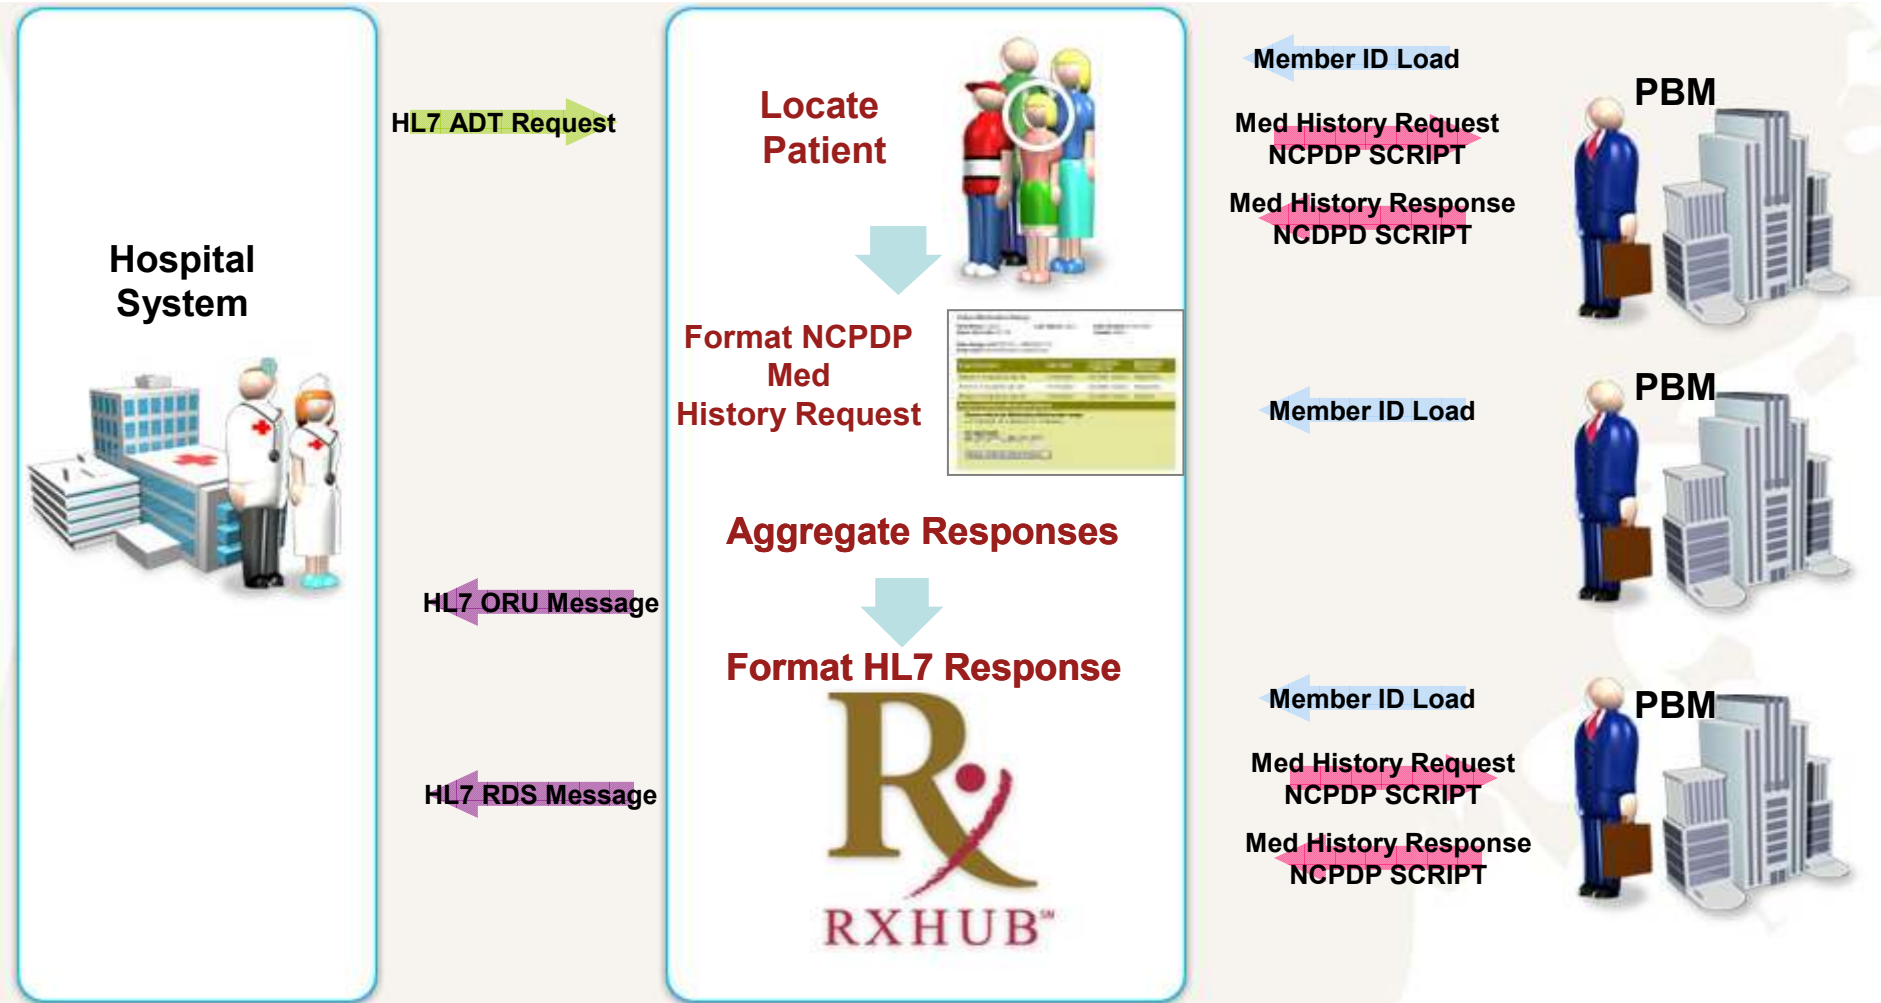 Hospital
System
HL7 ADT Request
HL7 ORU Message
HL7 RDS Message
Locate
Patient
Format NCPDP
Med
History Request
Aggregate Responses
Format HL7 Response
RXHUB SM
Member ID Load
Med History Request
NCPDP SCRIPT
Med History Response
NCDPD SCRIPT
PBM
Member ID Load
PBM
Member ID Load
Med History Request
NCPDP SCRIPT
Med History Response
NCPDP SCRIPT
PBM